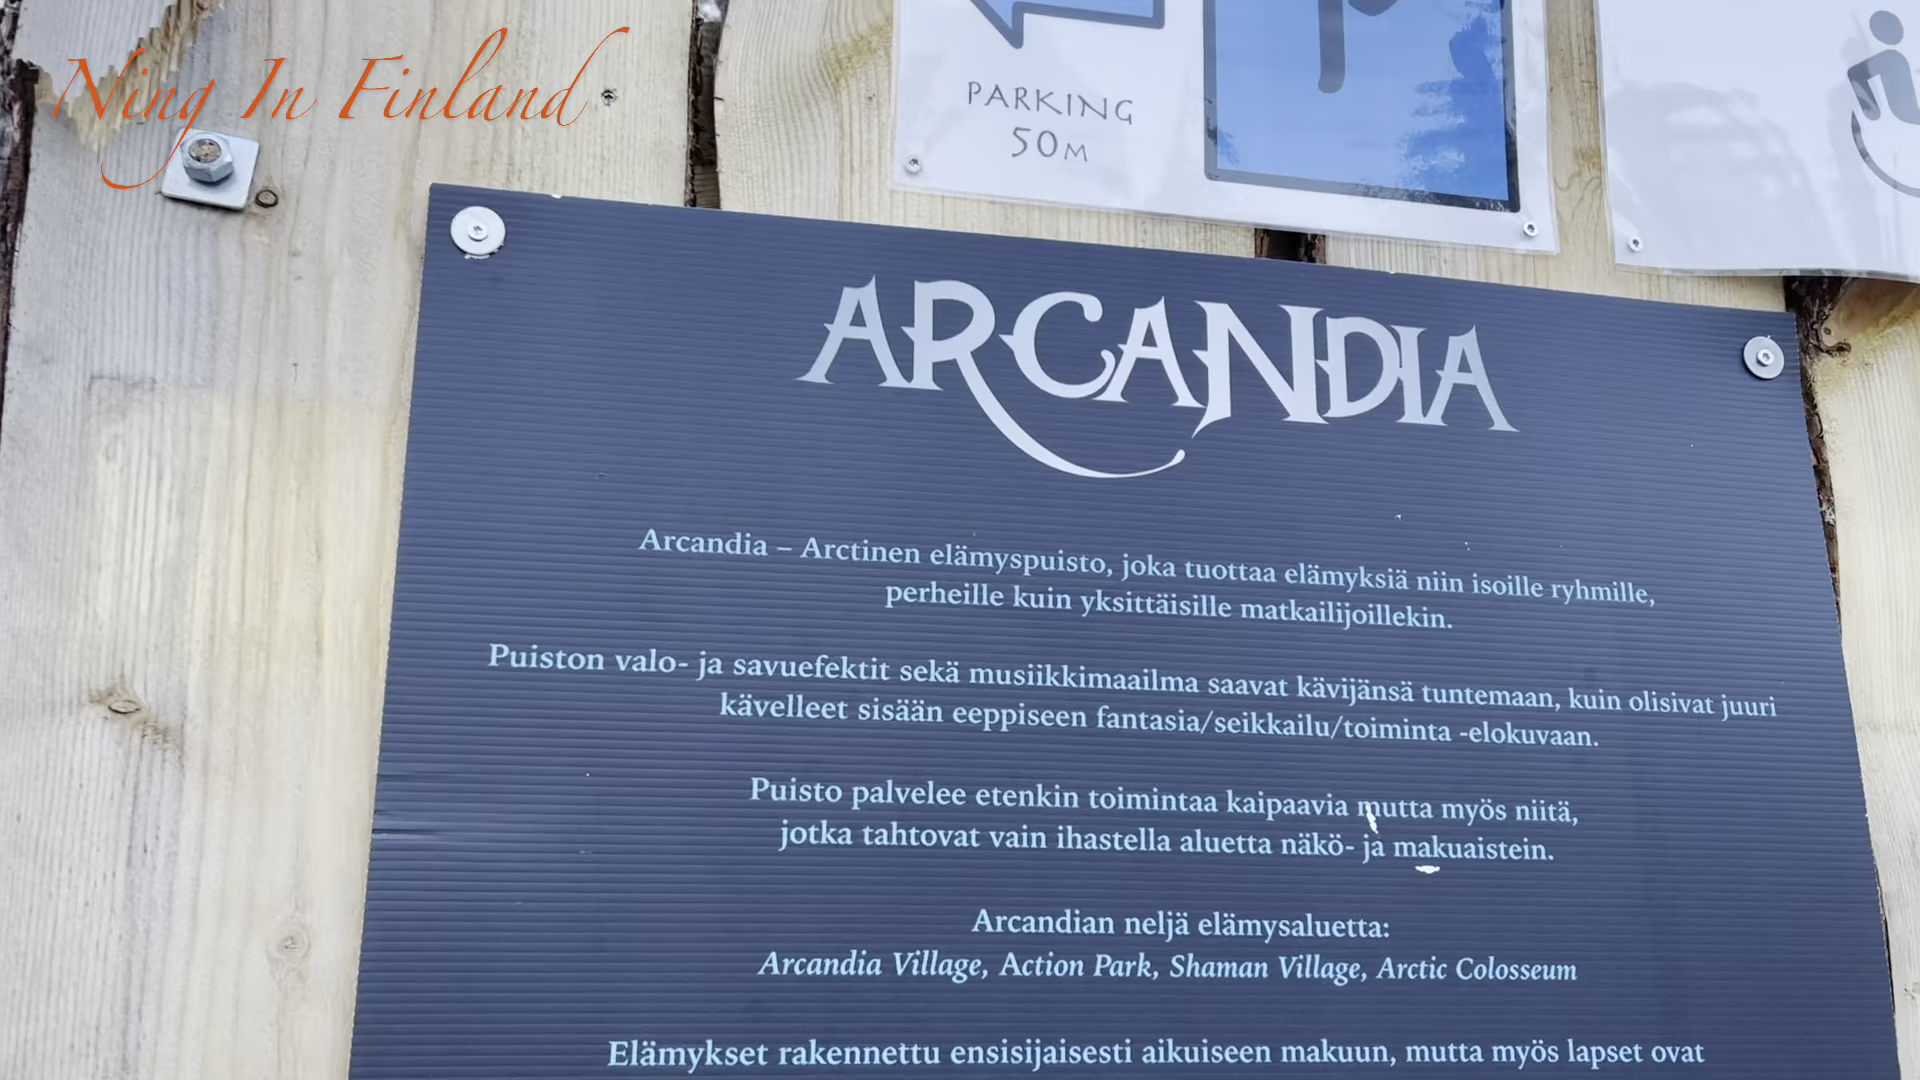 Ning In Finland
PARKING
50M
ARCANDIA
Arcandia – Arctinen elämyspuisto, joka tuottaa elämyksiä niin isoille ryhmille,
perheille kuin yksittäisille matkailijoillekin.
Puiston valo- ja savuefektit sekä musiikkimaailma saavat kävijänsä tuntemaan, kuin olisivat juuri
kävelleet sisään eeppiseen fantasia/seikkailu/toiminta -elokuvaan.
Puisto palvelee etenkin toimintaa kaipaavia mutta myös niitä,
jotka tahtovat vain ihastella aluetta näkö- ja makuaistein.
Arcandian neljä elämysaluetta:
Arcandia Village, Action Park, Shaman Village, Arctic Colosseum
Elämykset rakennettu ensisijaisesti aikuiseen makuun, mutta myös lapset ovat